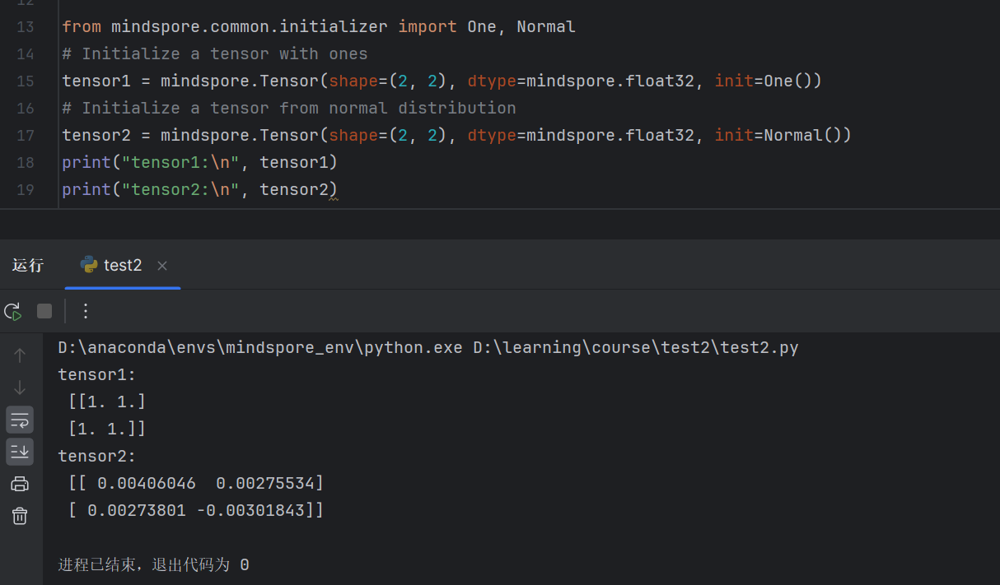 12
13 from mindspore.common.initializer import One, Normal
14 # Initialize a tensor with ones
15 tensor1 = mindspore.Tensor(shape=(2, 2), dtype=mindspore.float32, init=One())
16 # Initialize a tensor from normal distribution
17 tensor2 = mindspore.Tensor(shape=(2, 2), dtype=mindspore.float32, init=Normal())
18 print("tensor1:\n", tensor1)
19 print("tensor2:\n", tensor2)
运行 test2
D:\anaconda\envs\mindspore_env\python.exe D:\learning\course\test2\test2.py
tensor1:
 [[1. 1.]
 [1. 1.]]
tensor2:
 [[ 0.00406046  0.00275534]
 [ 0.00273801 -0.00301843]]
进程已结束，退出代码为 0